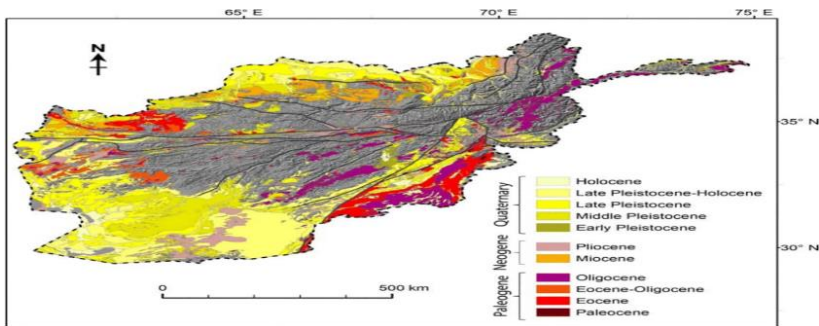 65° E 70° E 75° E
N
35° N
30° N
0 500 km
Quaternary
Holocene
Late Pleistocene-Holocene
Late Pleistocene
Middle Pleistocene
Early Pleistocene
Neogene
Pliocene
Miocene
Paleogene
Oligocene
Eocene-Oligocene
Eocene
Paleocene